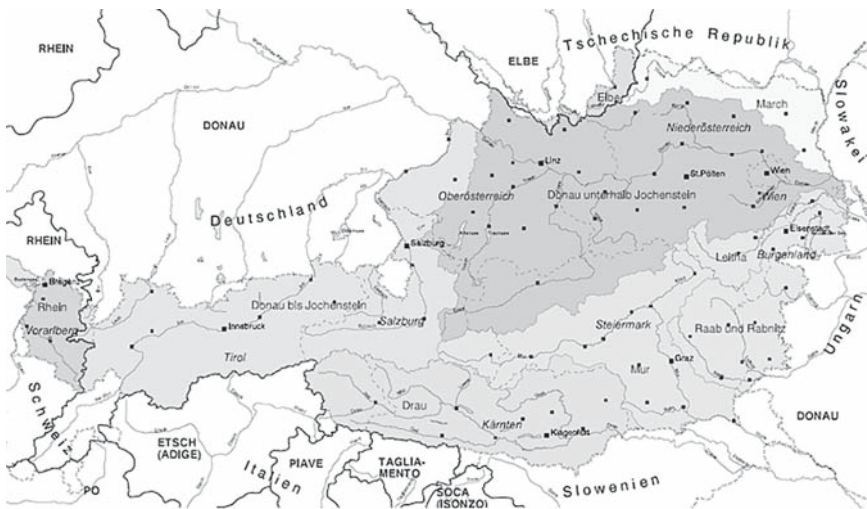 RHEIN
ELBE
Tschechische Republik
Elbe
March
Slowakei
DONAU
Niederösterreich
Linz
St.Pölten
Wien
Oberösterreich
Donau unterhalb Jochenstein
Wien
Deutschland
RHEIN
Salzburg
Eisenstadt
Leitha
Burgenland
Bregenz
Rhein
Donau bis Jochenstein
Vorarlberg
Innsbruck
Salzburg
Steiermark
Raab und Rabnitz
Ungarn
Tirol
Graz
Mur
Schweiz
Drau
Kärnten
Klagenfurt
DONAU
ETSCH
(ADIGE)
Italien
PIAVE
TAGLIA-
MENTO
SOCA
(ISONZO)
Slowenien
PO